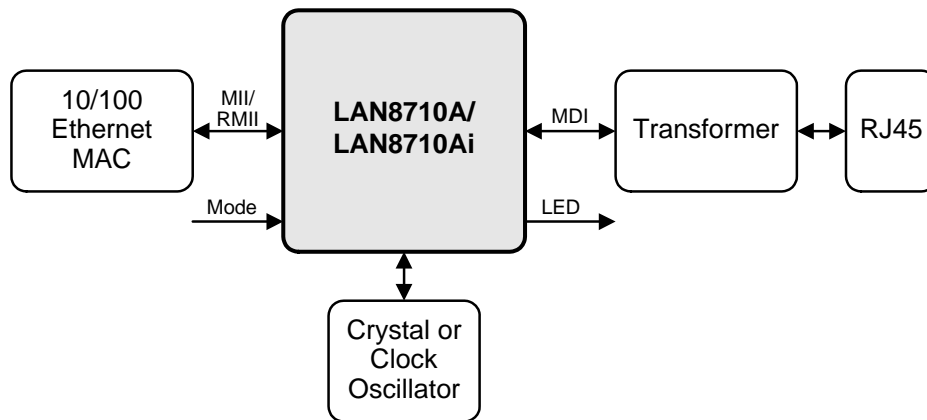 10/100
Ethernet
MAC
MII/
RMII
Mode
LAN8710A/
LAN8710Ai
MDI
LED
Transformer
RJ45
Crystal or
Clock
Oscillator